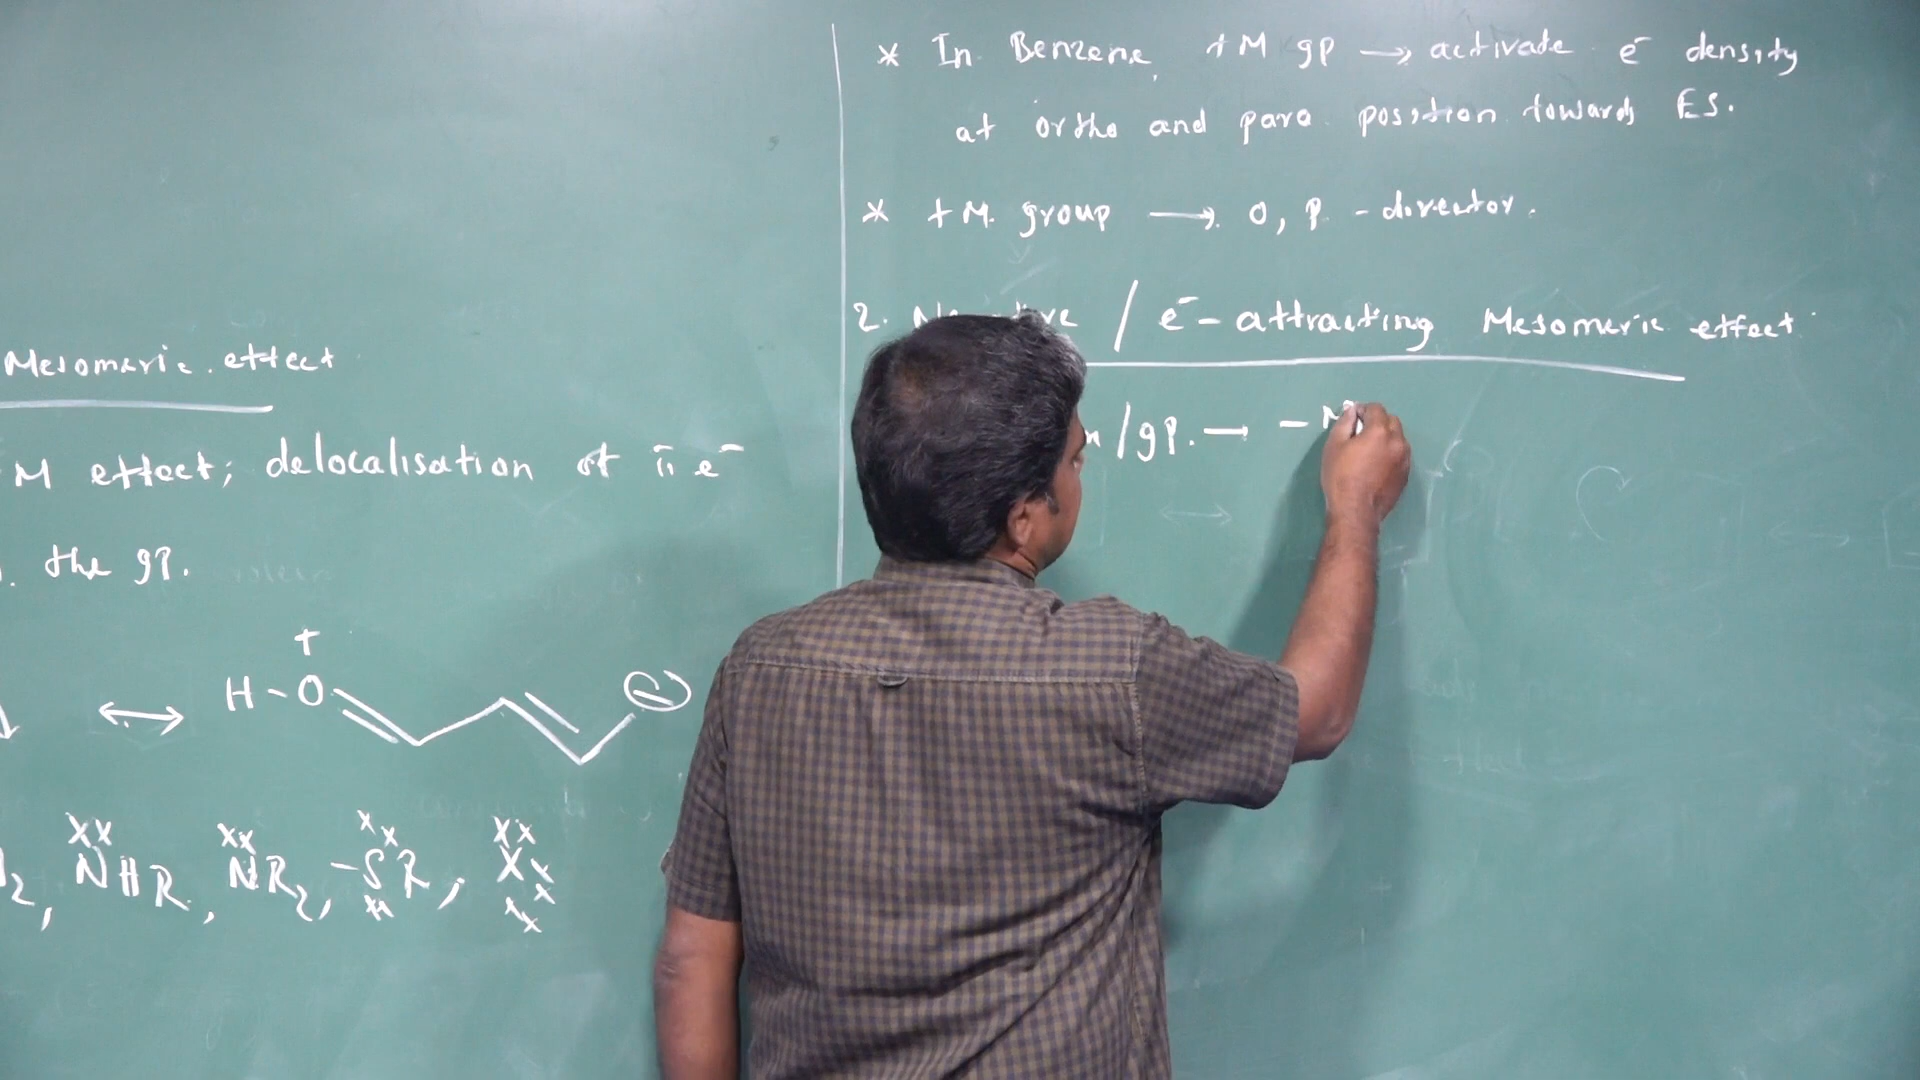 Mesomeric effect
M effect; delocalisation of π e⁻
the gp.
+
H-O
NHR, NR2, -SR, X
* In Benzene, +M gp → activate e⁻ density
at ortho and para position towards ES.
* +M group → o, p - director.
2. / e⁻- attracting Mesomeric effect
/gp. → -M